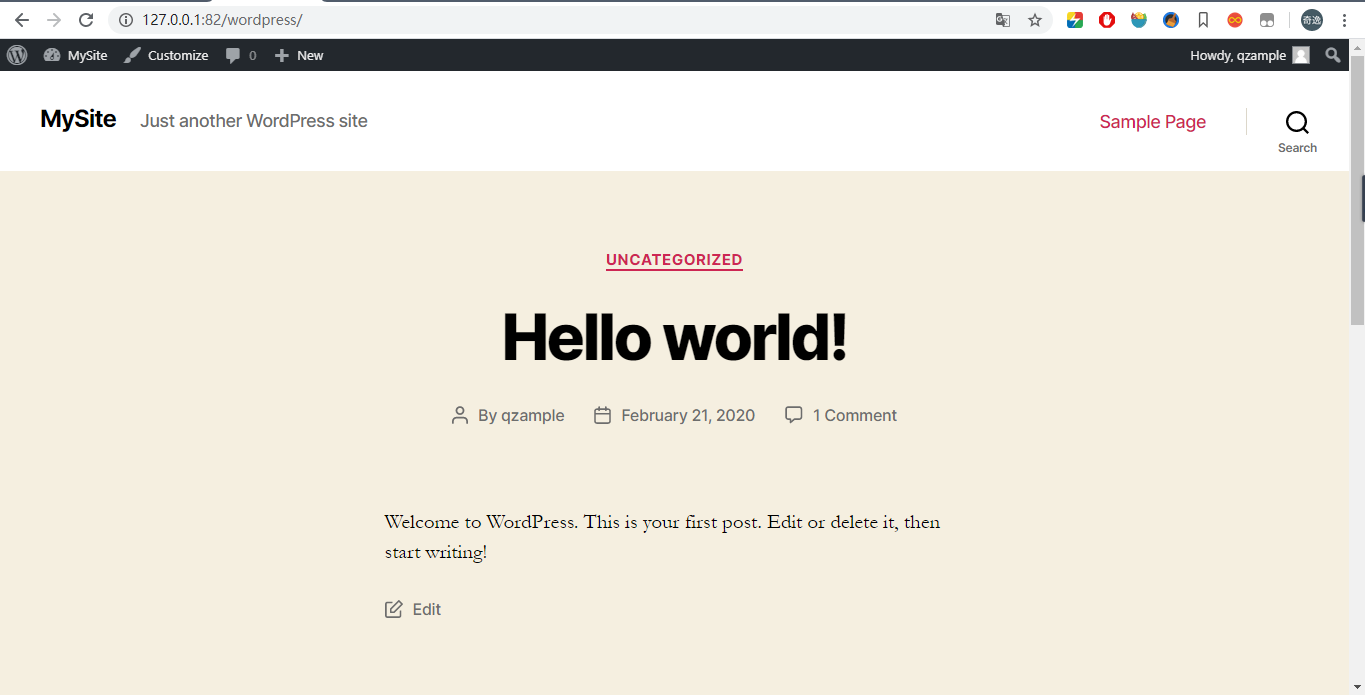 127.0.0.1:82/wordpress/ 奇逸
MySite Customize 0 New Howdy, qzample
MySite Just another WordPress site Sample Page
Search
UNCATEGORIZED
Hello world!
By qzample February 21, 2020 1 Comment
Welcome to WordPress. This is your first post. Edit or delete it, then
start writing!
Edit